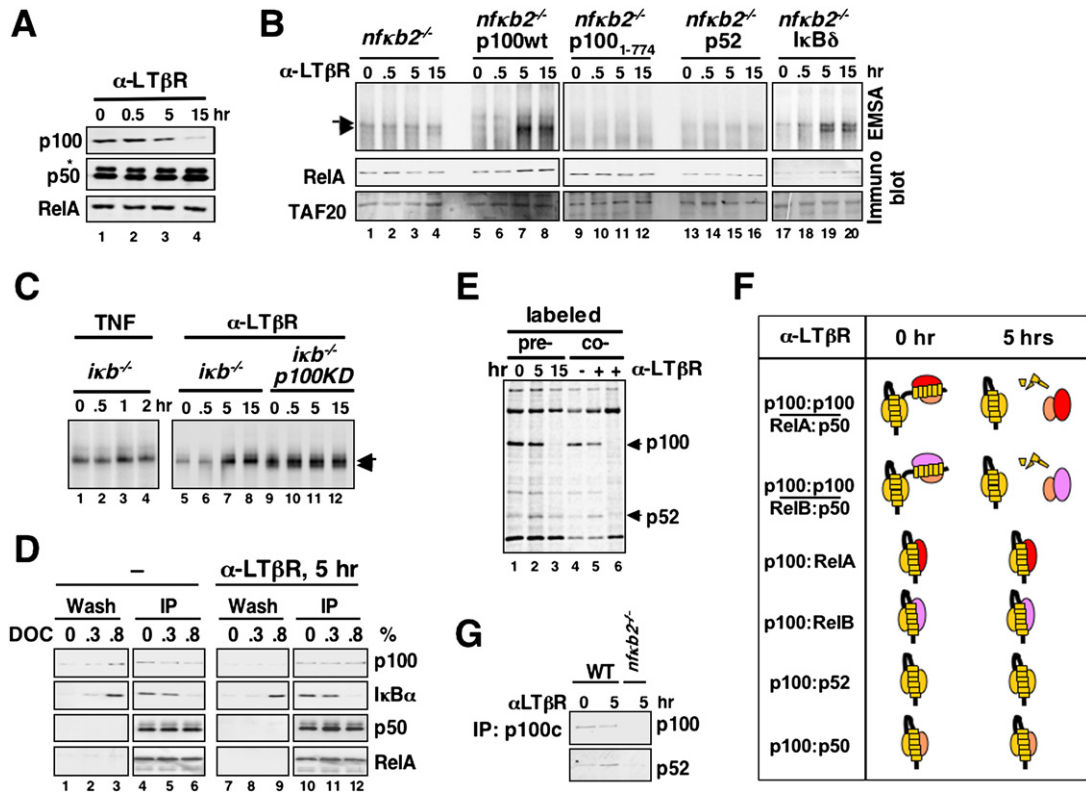 A
α-LTβR
0 0.5 5 15 hr
p100
*
p50
RelA
1 2 3 4
B
nfκb2-/-
nfκb2-/- p100wt
nfκb2-/- p1001-774
nfκb2-/- p52
nfκb2-/- IκBδ
α-LTβR 0 .5 5 15 0 .5 5 15 0 .5 5 15 0 .5 5 15 0 .5 5 15 hr
EMSA
RelA
TAF20
Immuno blot
1 2 3 4 5 6 7 8 9 10 11 12 13 14 15 16 17 18 19 20
C
TNF
α-LTβR
iκb-/-
iκb-/-
iκb-/- p100KD
0 .5 1 2 hr 0 .5 5 15 0 .5 5 15
1 2 3 4 5 6 7 8 9 10 11 12
D
– α-LTβR, 5 hr
Wash IP Wash IP
DOC 0 .3 .8 0 .3 .8 0 .3 .8 0 .3 .8 %
p100
IκBα
p50
RelA
1 2 3 4 5 6 7 8 9 10 11 12
E
labeled
pre- co-
hr 0 5 15 - + + α-LTβR
p100
p52
1 2 3 4 5 6
G
WT nfκb2-/-
αLTβR 0 5 5 hr
IP: p100c
p100
p52
F
α-LTβR 0 hr 5 hrs
p100:p100
RelA:p50
p100:p100
RelB:p50
p100:RelA
p100:RelB
p100:p52
p100:p50